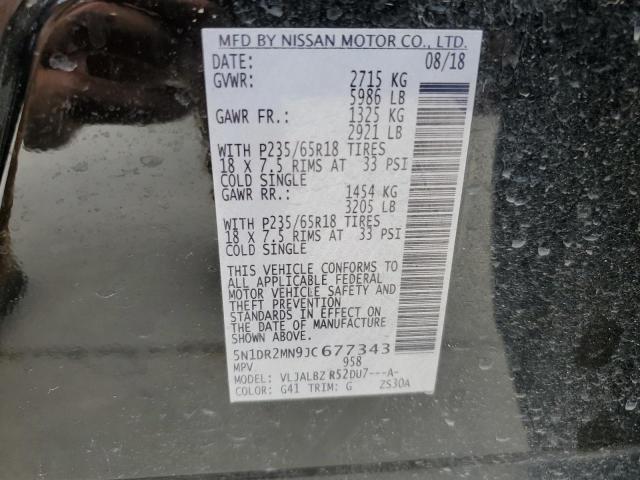 MFD BY NISSAN MOTOR CO., LTD.
DATE: 08/18
GVWR: 2715 KG
5986 LB
GAWR FR.: 1325 KG
2921 LB
WITH P235/65R18 TIRES
18 X 7.5 RIMS AT 33 PSI
COLD SINGLE
GAWR RR.: 1454 KG
3205 LB
WITH P235/65R18 TIRES
18 X 7.5 RIMS AT 33 PSI
COLD SINGLE
THIS VEHICLE CONFORMS TO
ALL APPLICABLE FEDERAL
MOTOR VEHICLE SAFETY AND
THEFT PREVENTION
STANDARDS IN EFFECT ON
THE DATE OF MANUFACTURE
SHOWN ABOVE.
5N1DR2MN9JC677343
MPV 958
MODEL: VLJALBZ R52DU7---A-
COLOR: G41 TRIM: G ZS30A